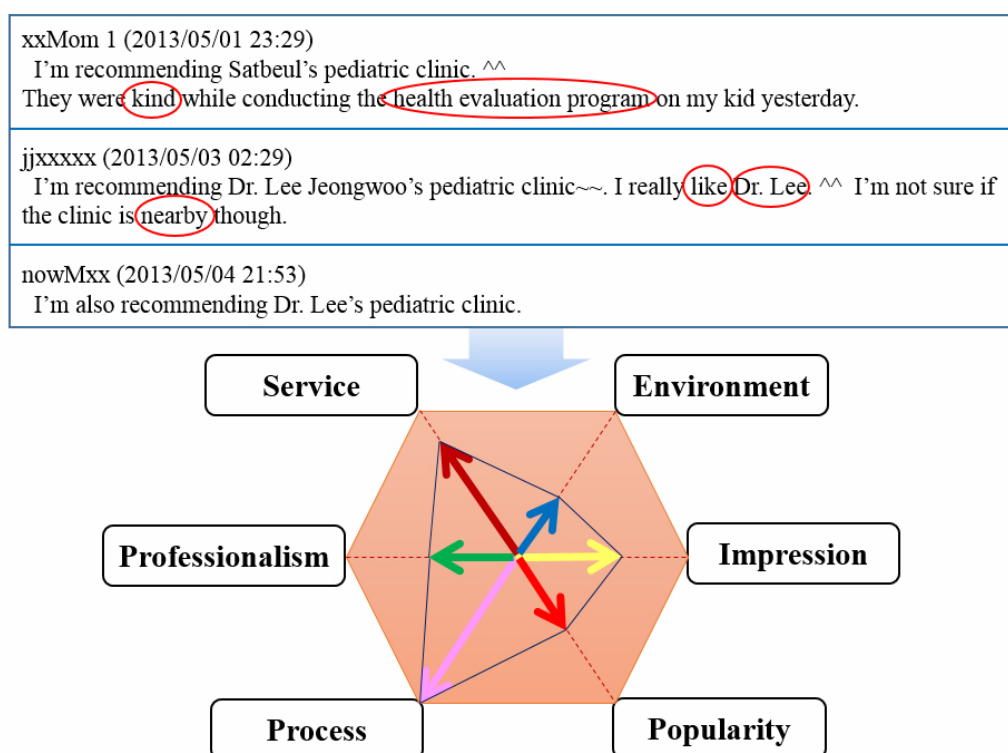 xxMom 1 (2013/05/01 23:29)
I'm recommending Satbeul's pediatric clinic. ^^
They were kind while conducting the health evaluation program on my kid yesterday.
jjxxxxx (2013/05/03 02:29)
I'm recommending Dr. Lee Jeongwoo's pediatric clinic~~. I really like Dr. Lee. ^^ I'm not sure if
the clinic is nearby though.
nowMxx (2013/05/04 21:53)
I'm also recommending Dr. Lee's pediatric clinic.
Service
Environment
Professionalism
Impression
Process
Popularity